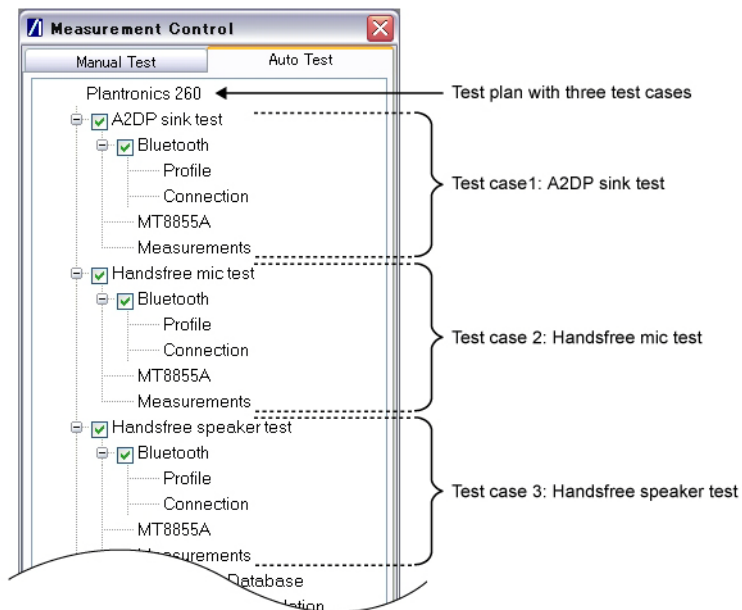 Measurement Control
Manual Test
Auto Test
Plantronics 260
Test plan with three test cases
A2DP sink test
Bluetooth
Profile
Test case1: A2DP sink test
Connection
MT8855A
Measurements
Handsfree mic test
Bluetooth
Profile
Test case 2: Handsfree mic test
Connection
MT8855A
Measurements
Handsfree speaker test
Bluetooth
Profile
Test case 3: Handsfree speaker test
Connection
MT8855A
Database